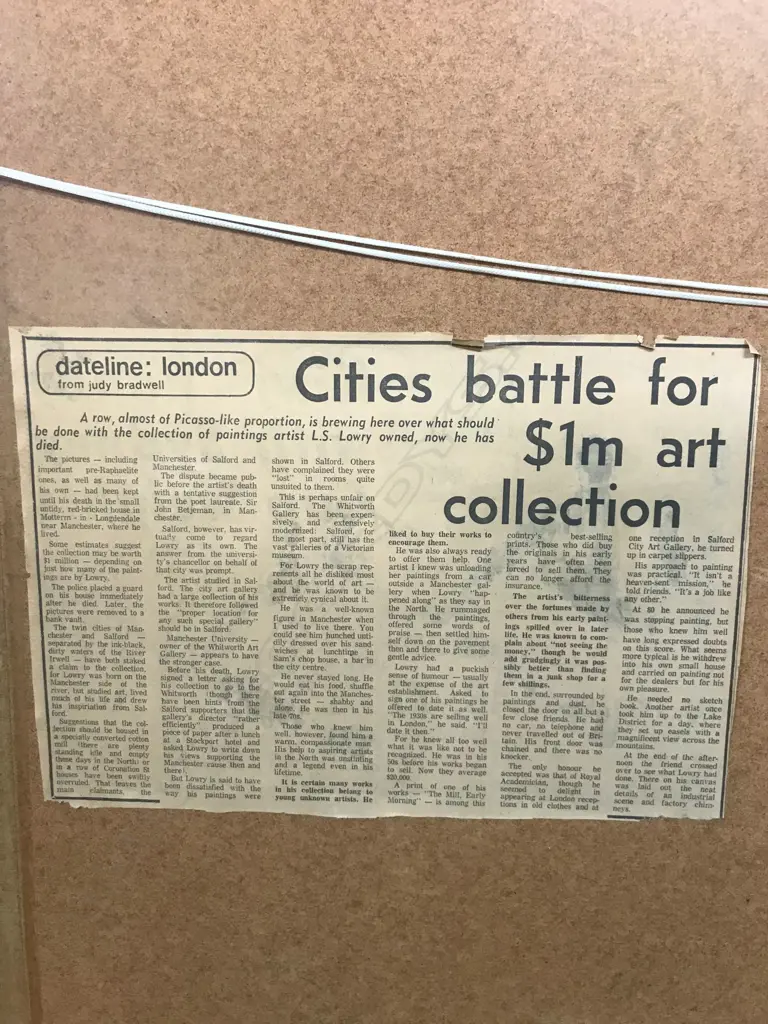 dateline: london
from judy bradwell
Cities battle for
$1m art
collection
A row, almost of Picasso-like proportion, is brewing here over what should
be done with the collection of paintings artist L.S. Lowry owned, now he has
died.
The pictures — including
important pre-Raphaelite
ones, as well as many of
his own — had been kept
until his death in the small
untidy, red-bricked house in
Mottrern - in - Longdendale
near Manchester, where he
lived.
Some estimates suggest
the collection may be worth
$1 million — depending on
just how many of the paint-
ings are by Lowry.
The police placed a guard
on his house immediately
after he died. Later, the
pictures were removed to a
bank vault.
The twin cities of Man-
chester and Salford —
separated by the ink-black,
dirty waters of the River
Irwell — have both staked
a claim to the collection,
for Lowry was born on the
Manchester side of the
river, but studied art, lived
much of his life and drew
his inspiration from Sal-
ford.
Suggestions that the col-
lection should be housed in
a specially converted cotton
mill (there are plenty
standing idle and empty
these days in the North) or
in a row of Coronation St
houses have been swiftly
overruled. That leaves the
main claimants, the
Universities of Salford and
Manchester.
The dispute became pub-
lic before the artist's death
with a tentative suggestion
from the poet laureate, Sir
John Betjeman, in Man-
chester.
Salford, however, has vir-
tually come to regard
Lowry as its own. The
answer from the universi-
ty's chancellor on behalf of
that city was prompt.
The artist studied in Sal-
ford. The city art gallery
had a large collection of his
works. It therefore followed
the "proper location for
any such special gallery"
should be in Salford.
Manchester University —
owner of the Whitworth Art
Gallery — appears to have
the stronger case.
Before his death, Lowry
signed a letter asking for
his collection to go to the
Whitworth (though there
have been hints from the
Salford supporters that the
gallery's director "rather
efficiently" produced a
piece of paper after a lunch
at a Stockport hotel and
asked Lowry to write down
his views supporting the
Manchester cause then and
there).
But Lowry is said to have
been dissatisfied with the
way his paintings were
shown in Salford. Others
have complained they were
"lost" in rooms quite
unsuited to them.
This is perhaps unfair on
Salford. The Whitworth
Gallery has been expen-
sively and extensively
modernized: Salford, for
the most part, still has the
vast galleries of a Victorian
museum.
For Lowry the scrap rep-
resents all he disliked most
about the world of art —
and he was known to be
extremely cynical about it.
He was a well-known
figure in Manchester when
I used to live there. You
could see him hunched unti-
dily dressed over his sand-
wiches at lunchtime in
Sam's chop house, a bar in
the city centre.
He never stayed long. He
would eat his food, shuffle
out again into the Manches-
ter street — shabby and
alone. He was then in his
late 70s.
Those who knew him
well, however, found him a
warm, compassionate man.
His help to aspiring artists
in the North was unstinting
and a legend even in his
lifetime.
It is certain many works
in his collection belong to
young unknown artists. He
liked to buy their works to
encourage them.
He was also always ready
to offer them help. One
artist I knew was unloading
her paintings from a car
outside a Manchester gal-
lery when Lowry "hap-
pened along" as they say in
the North. He rummaged
through the paintings,
offered some words of
praise — then settled him-
self down on the pavement
then and there to give some
gentle advice.
Lowry had a puckish
sense of humour — usually
at the expense of the art
establishment. Asked to
sign one of his paintings he
offered to date it as well.
"The 1930s are selling well
in London," he said. "I'll
date it then."
For he knew all too well
what it was like not to be
recognized. He was in his
50s before his works began
to sell. Now they average
$20,000.
A print of one of his
works — "The Mill, Early
Morning" — is among this
country's best-selling
prints. Those who did buy
the originals in his early
years have often been
forced to sell them. They
can no longer afford the
insurance.
The artist's bitterness
over the fortunes made by
others from his early paint-
ings spilled over in later
life. He was known to com-
plain about "not seeing the
money," though he would
add grudgingly it was pos-
sibly better than finding
them in a junk shop for a
few shillings.
In the end, surrounded by
paintings and dust, he
closed the door on all but a
few close friends. He had
no car, no telephone and
never travelled out of Brit-
ain. His front door was
chained and there was no
knocker.
The only honour he
accepted was that of Royal
Academician, though he
seemed to delight in
appearing at London recep-
tions in old clothes and at
one reception in Salford
City Art Gallery, he turned
up in carpet slippers.
His approach to painting
was practical. "It isn't a
heaven-sent mission," he
told friends. "It's a job like
any other."
At 80 he announced he
was stopping painting, but
those who knew him well
have long expressed doubts
on this score. What seems
more typical is he withdrew
into his own small house
and carried on painting not
for the dealers but for his
own pleasure.
He needed no sketch
book. Another artist once
took him up to the Lake
District for a day, where
they set up easels with a
magnificent view across the
mountains.
At the end of the after-
noon the friend crossed
over to see what Lowry had
done. There on his canvas
was laid out the neat
details of an industrial
scene and factory chim-
neys.